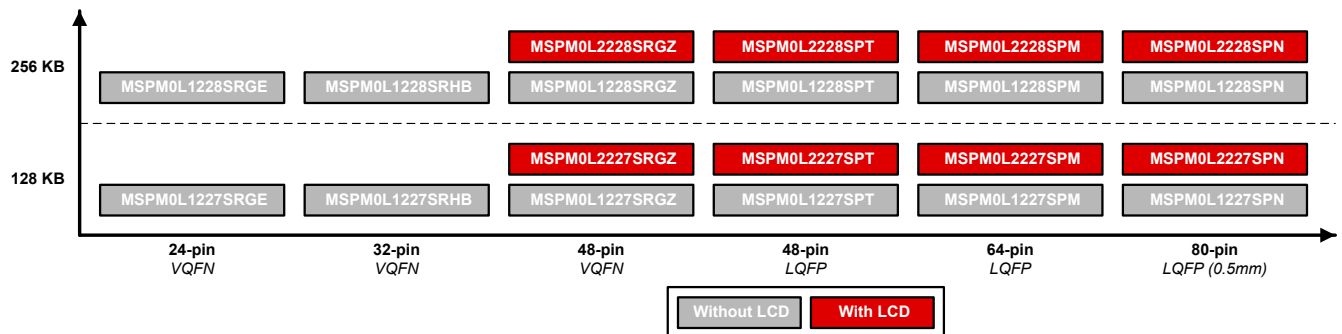 MSPM0L2228SRGZ MSPM0L2228SPT MSPM0L2228SPM MSPM0L2228SPN
256 KB
MSPM0L1228SRGE MSPM0L1228SRHB MSPM0L1228SRGZ MSPM0L1228SPT MSPM0L1228SPM MSPM0L1228SPN
MSPM0L2227SRGZ MSPM0L2227SPT MSPM0L2227SPM MSPM0L2227SPN
128 KB
MSPM0L1227SRGE MSPM0L1227SRHB MSPM0L1227SRGZ MSPM0L1227SPT MSPM0L1227SPM MSPM0L1227SPN
24-pin 32-pin 48-pin 48-pin 64-pin 80-pin
VQFN VQFN VQFN LQFP LQFP LQFP (0.5mm)
Without LCD With LCD